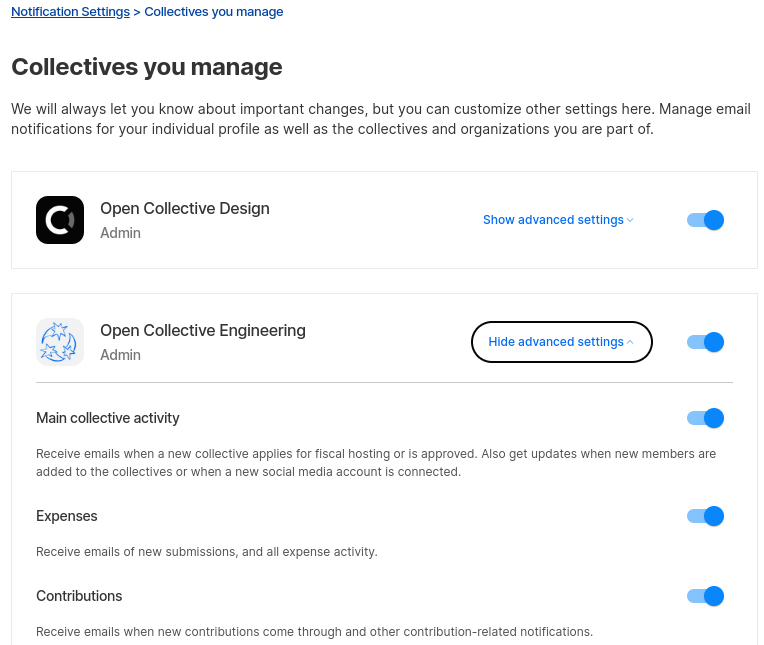 Notification Settings > Collectives you manage
Collectives you manage
We will always let you know about important changes, but you can customize other settings here. Manage email
notifications for your individual profile as well as the collectives and organizations you are part of.
Open Collective Design
Admin
Show advanced settings
Open Collective Engineering
Admin
Hide advanced settings
Main collective activity
Receive emails when a new collective applies for fiscal hosting or is approved. Also get updates when new members are
added to the collectives or when a new social media account is connected.
Expenses
Receive emails of new submissions, and all expense activity.
Contributions
Receive emails when new contributions come through and other contribution-related notifications.